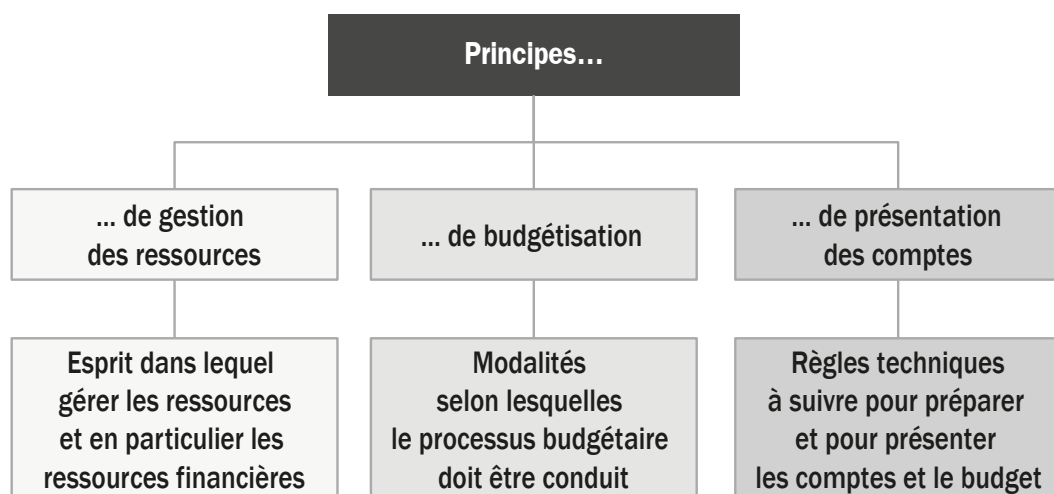 Principes...
... de gestion
des ressources
... de budgétisation
... de présentation
des comptes
Esprit dans lequel
gérer les ressources
et en particulier les
ressources financières
Modalités
selon lesquelles
le processus budgétaire
doit être conduit
Règles techniques
à suivre pour préparer
et pour présenter
les comptes et le budget